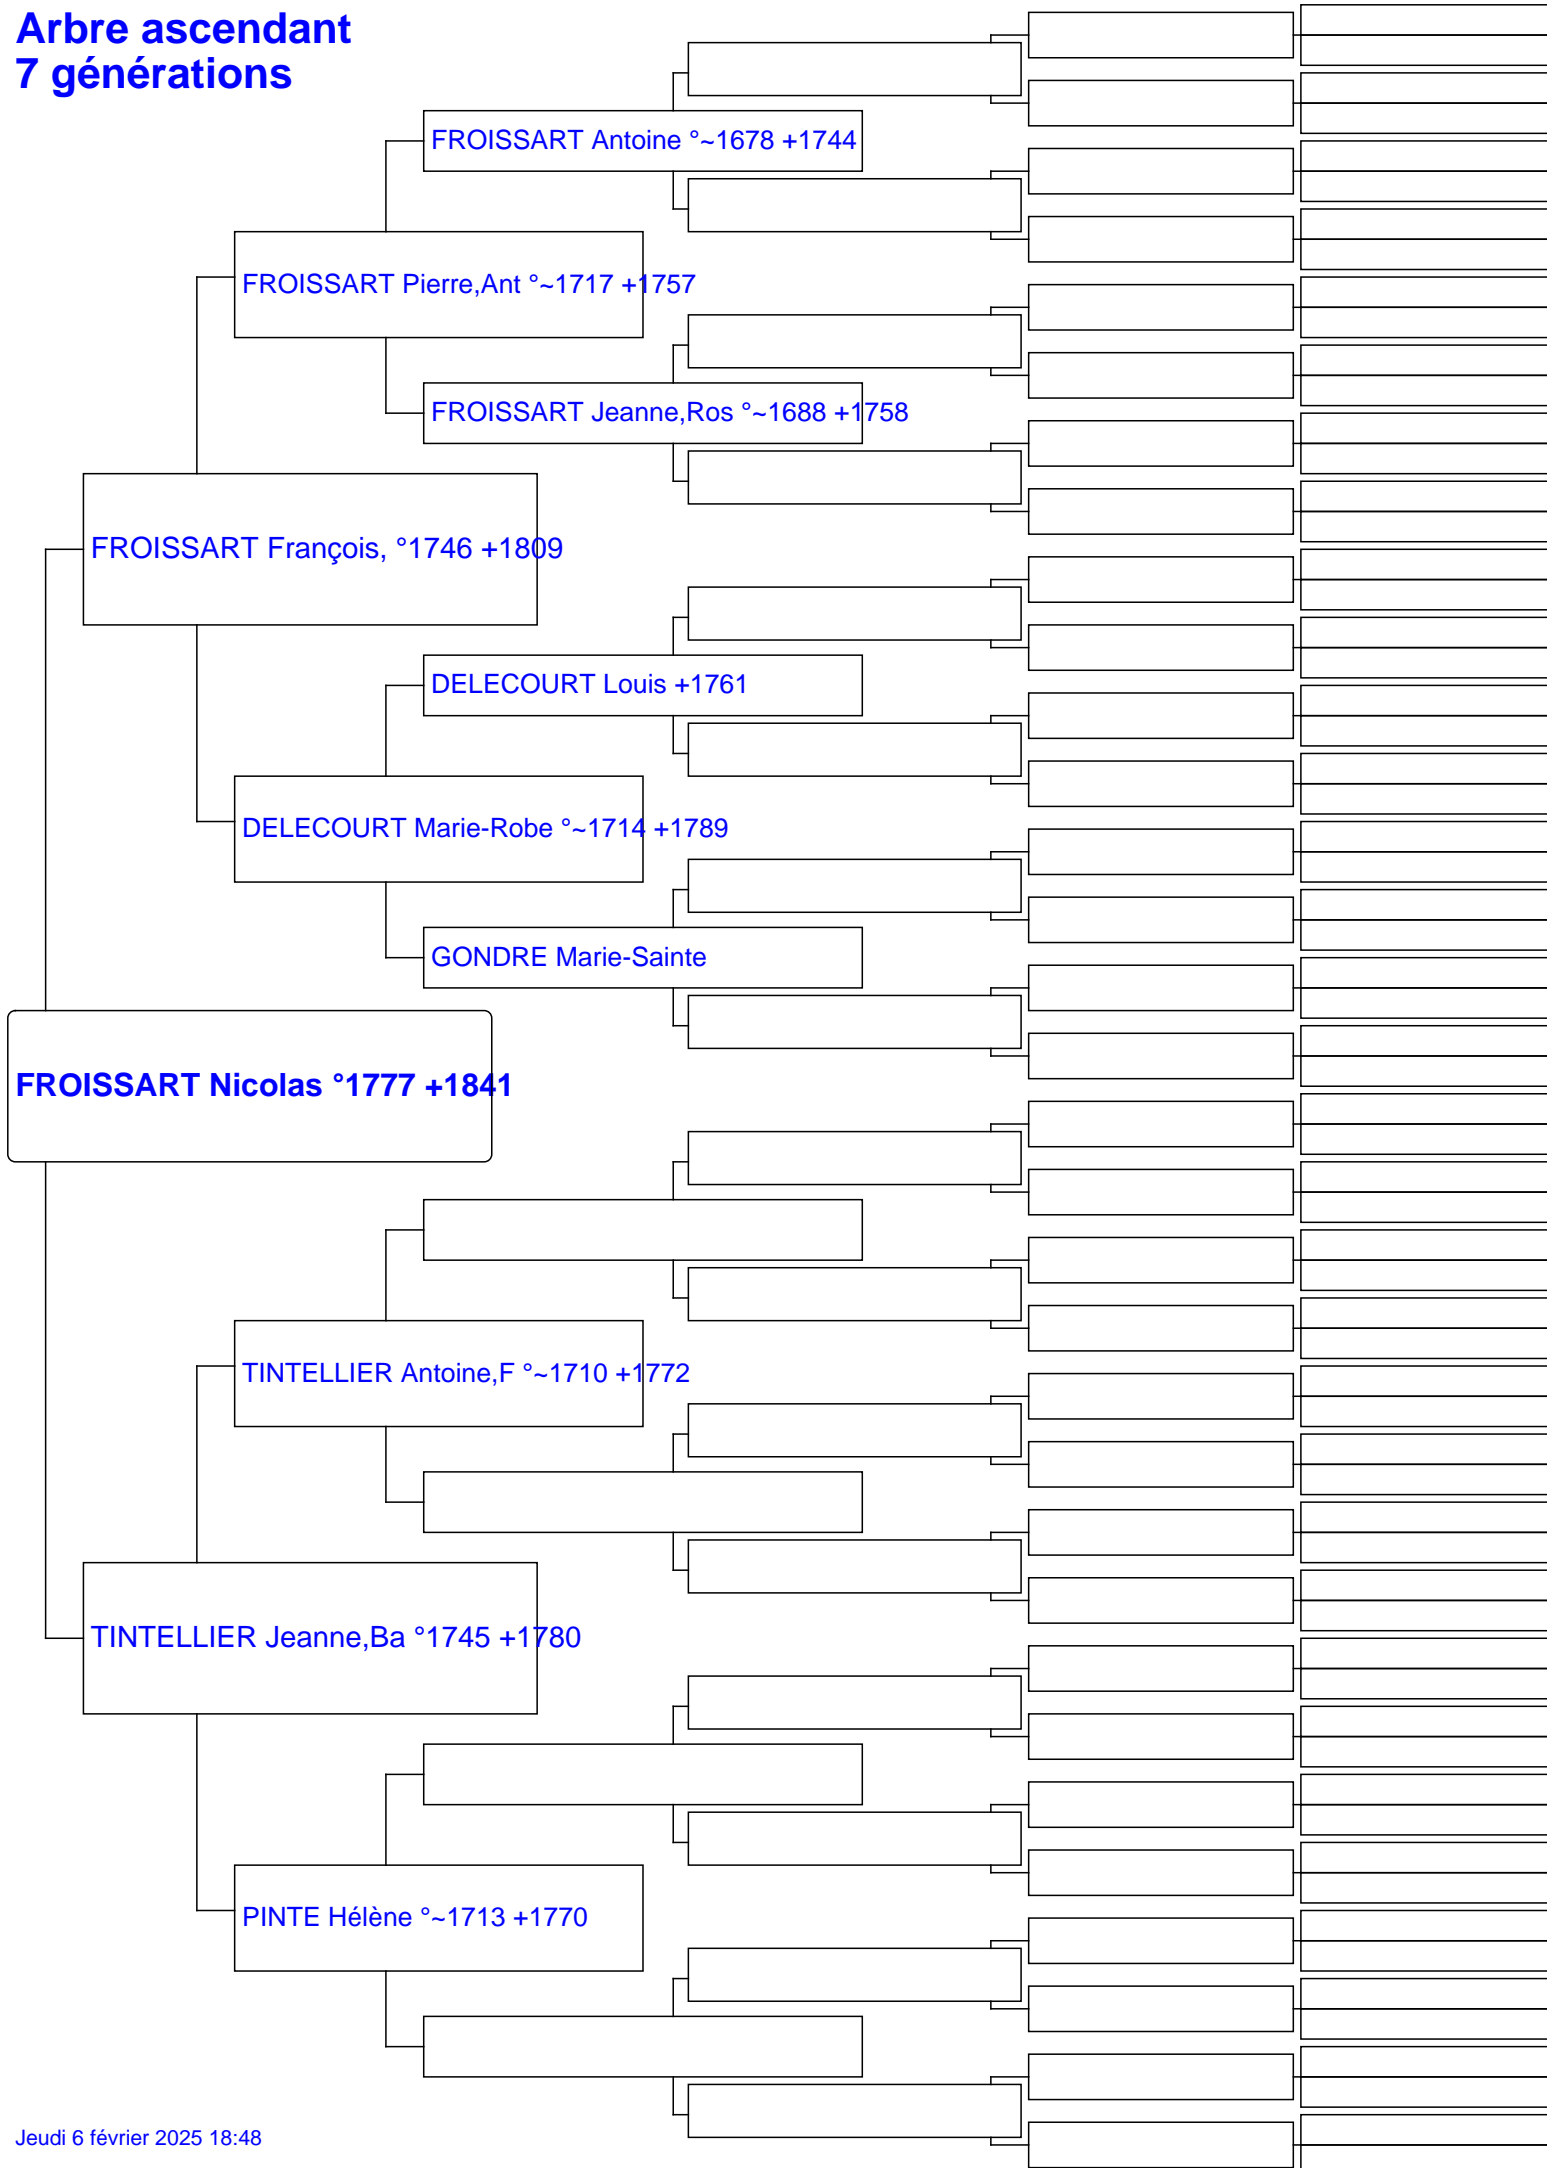 Arbre ascendant
7 générations
FROISSART Antoine °~1678 +1744
FROISSART Pierre,Ant °~1717 +1757
FROISSART Jeanne,Ros °~1688 +1758
FROISSART François, °1746 +1809
DELECOURT Louis +1761
DELECOURT Marie-Robe °~1714 +1789
GONDRE Marie-Sainte
FROISSART Nicolas °1777 +1841
TINTELLIER Antoine,F °~1710 +1772
TINTELLIER Jeanne,Ba °1745 +1780
PINTE Hélène °~1713 +1770
Jeudi 6 février 2025 18:48